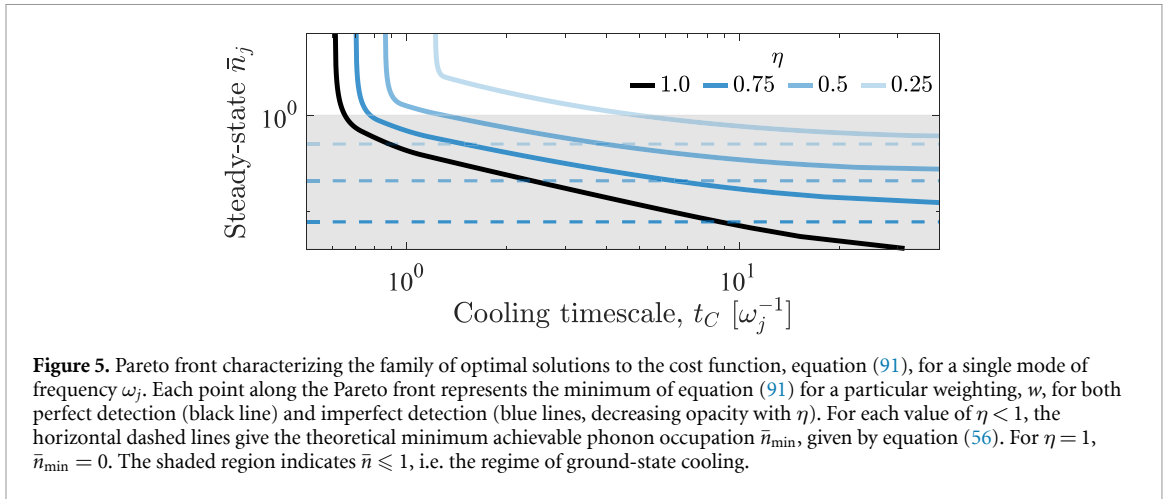 η
1.0 0.75 0.5 0.25
Steady-state n̄_j
10^0
10^0 10^1
Cooling timescale, t_C [ω_j^{-1}]
Figure 5. Pareto front characterizing the family of optimal solutions to the cost function, equation (91), for a single mode of
frequency ω_j. Each point along the Pareto front represents the minimum of equation (91) for a particular weighting, w, for both
perfect detection (black line) and imperfect detection (blue lines, decreasing opacity with η). For each value of η < 1, the
horizontal dashed lines give the theoretical minimum achievable phonon occupation n̄_min, given by equation (56). For η = 1,
n̄_min = 0. The shaded region indicates n̄ ⩽ 1, i.e. the regime of ground-state cooling.